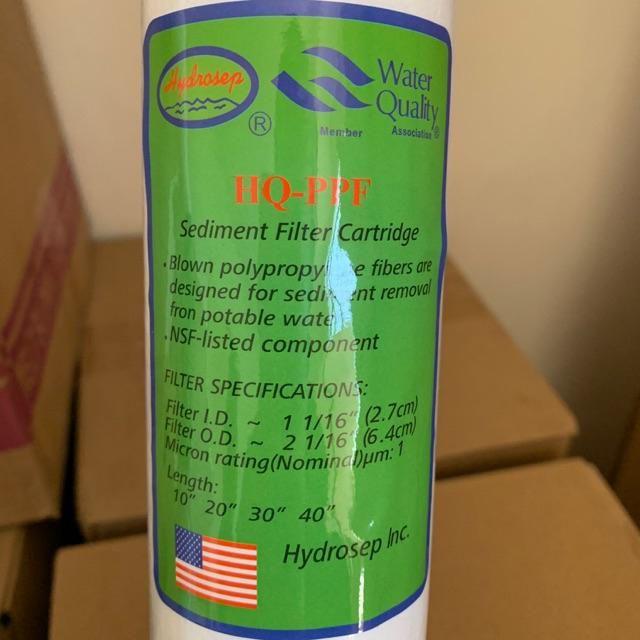 Hydrosep
®
Water
Quality®
Member Association
HQ-PPF
Sediment Filter Cartridge
.Blown fibers are
designed for sediment removal
fron potable water
.NSF-listed component
FILTER SPECIFICATIONS:
Filter I.D. ~ 1 1/16" (2.7cm)
Filter O.D. ~ 2 1/16" (6.4cm)
Micron rating(Nominal)µm: 1
Length:
10" 20" 30" 40"
Hydrosep Inc.